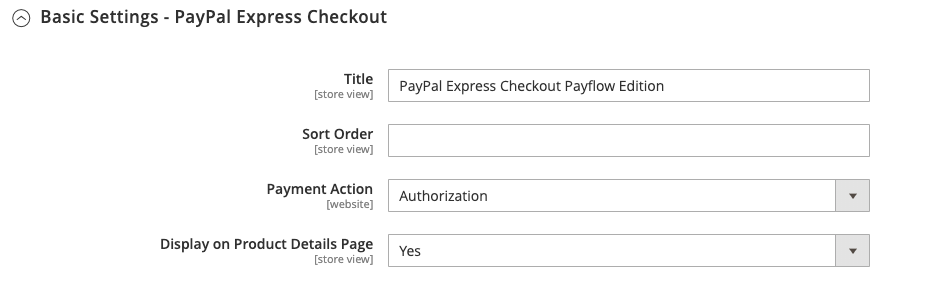 Basic Settings - PayPal Express Checkout
Title
[store view]
PayPal Express Checkout Payflow Edition
Sort Order
[store view]
Payment Action
[website]
Authorization
Display on Product Details Page
[store view]
Yes